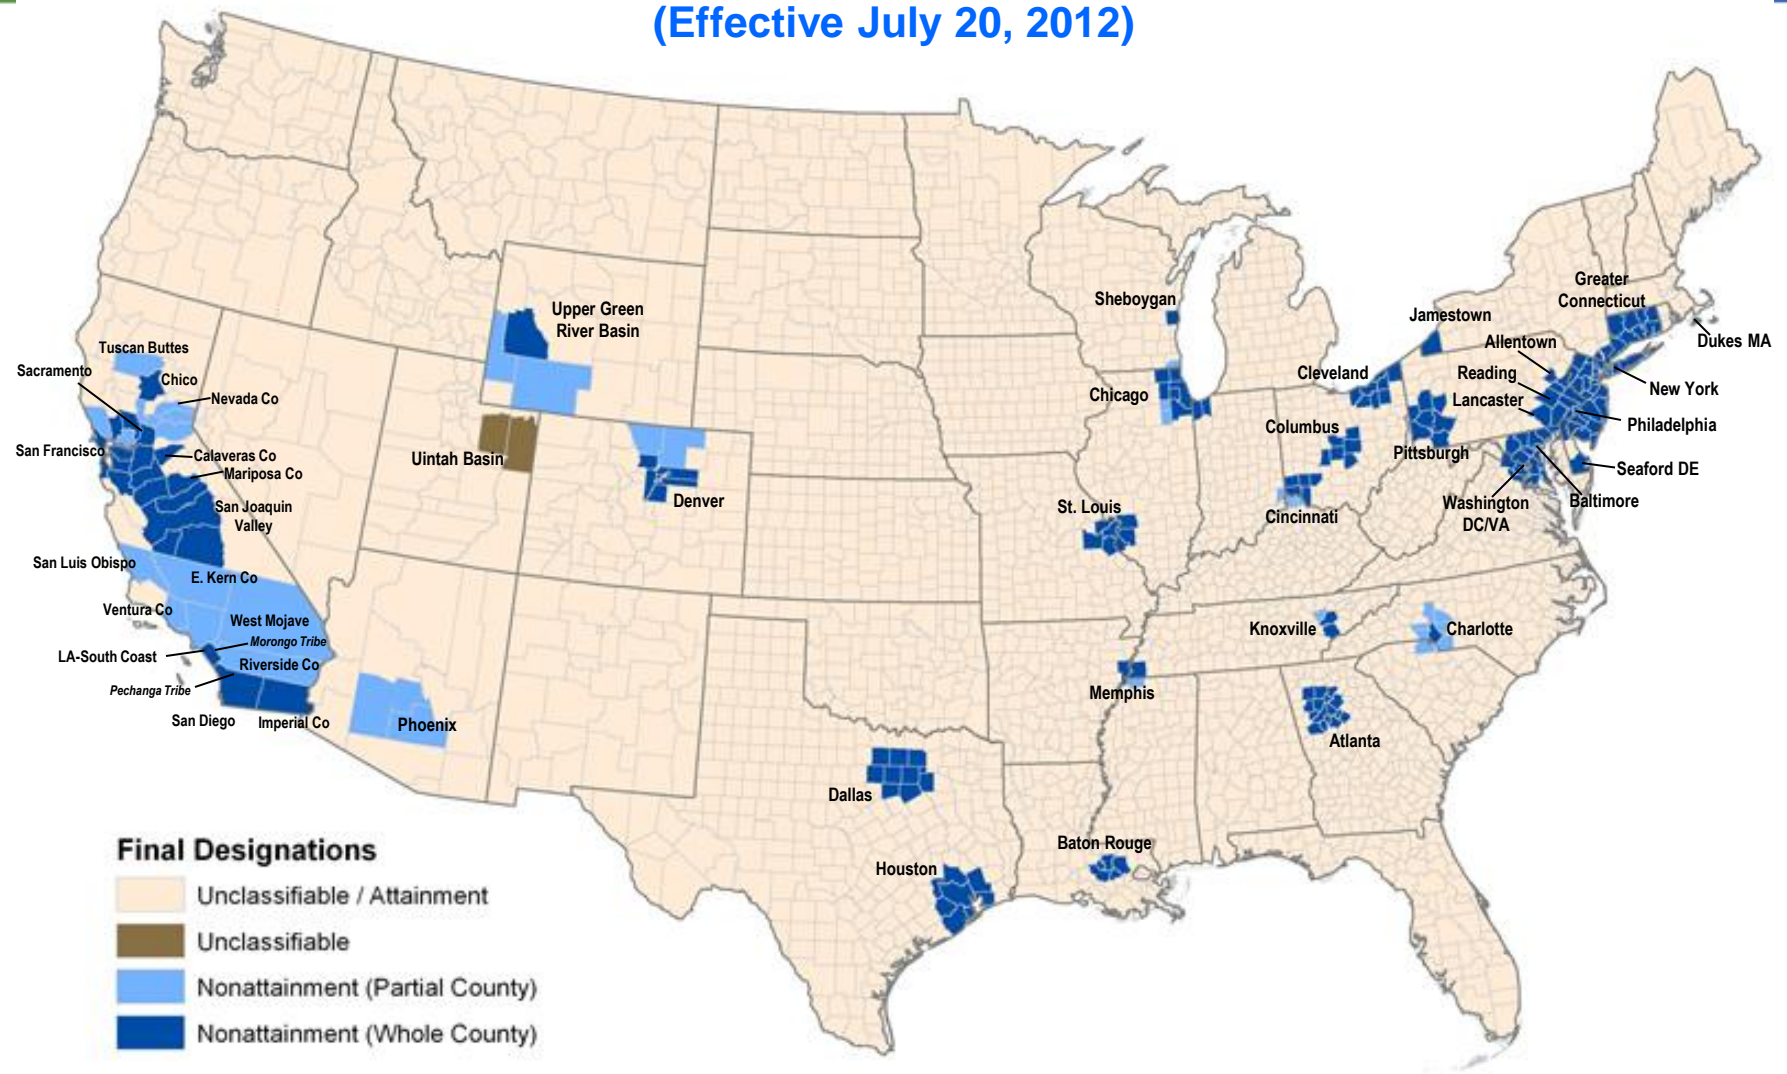 (Effective July 20, 2012)
Greater
Connecticut
Sheboygan
Upper Green
River Basin
Jamestown
Dukes MA
Allentown
Tuscan Buttes
Sacramento
Chico
Cleveland
Reading
New York
Nevada Co
Chicago
Lancaster
Philadelphia
Columbus
San Francisco
Calaveras Co
Uintah Basin
Pittsburgh
Mariposa Co
Seaford DE
Denver
San Joaquin
Valley
St. Louis
Cincinnati
Washington
DC/VA
Baltimore
San Luis Obispo
E. Kern Co
Ventura Co
West Mojave
Knoxville
Charlotte
Morongo Tribe
LA-South Coast
Riverside Co
Pechanga Tribe
Memphis
San Diego
Imperial Co
Phoenix
Atlanta
Dallas
Baton Rouge
Houston
Final Designations
Unclassifiable / Attainment
Unclassifiable
Nonattainment (Partial County)
Nonattainment (Whole County)